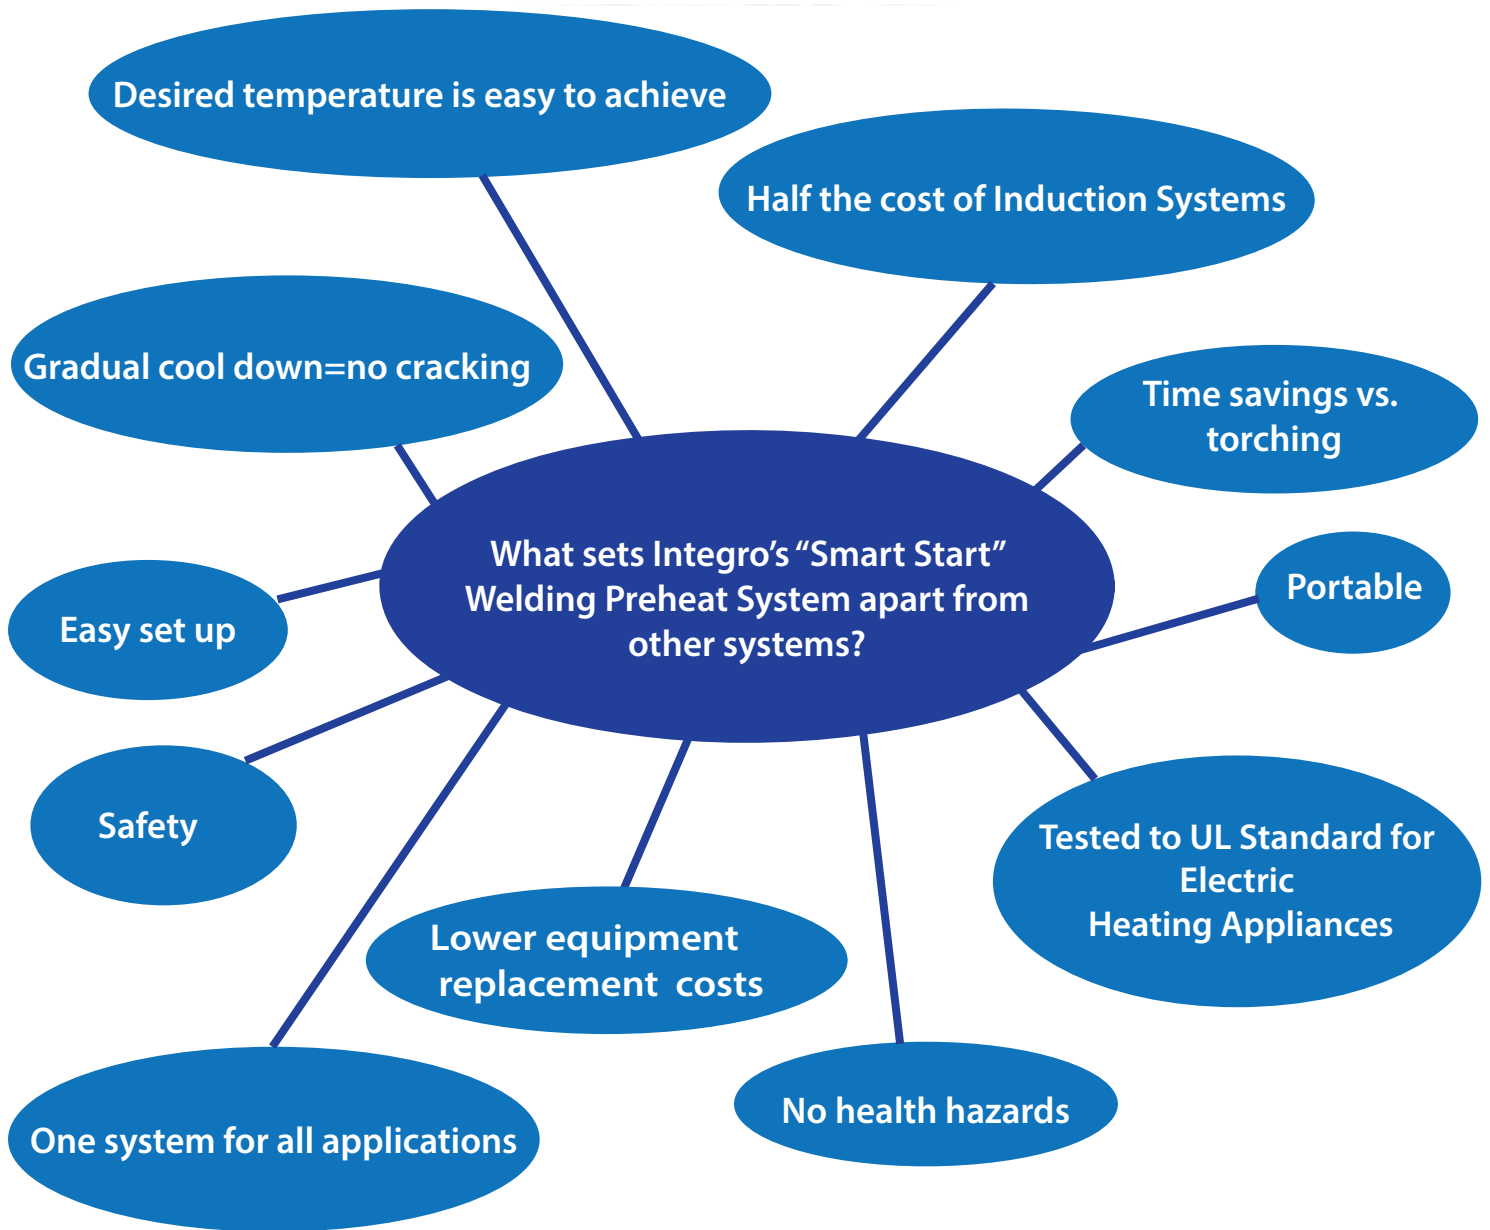 Desired temperature is easy to achieve
Half the cost of Induction Systems
Gradual cool down=no cracking
Time savings vs.
torching
What sets Integro’s “Smart Start”
Welding Preheat System apart from
other systems?
Portable
Easy set up
Safety
Tested to UL Standard for
Electric
Heating Appliances
Lower equipment
replacement  costs
No health hazards
One system for all applications